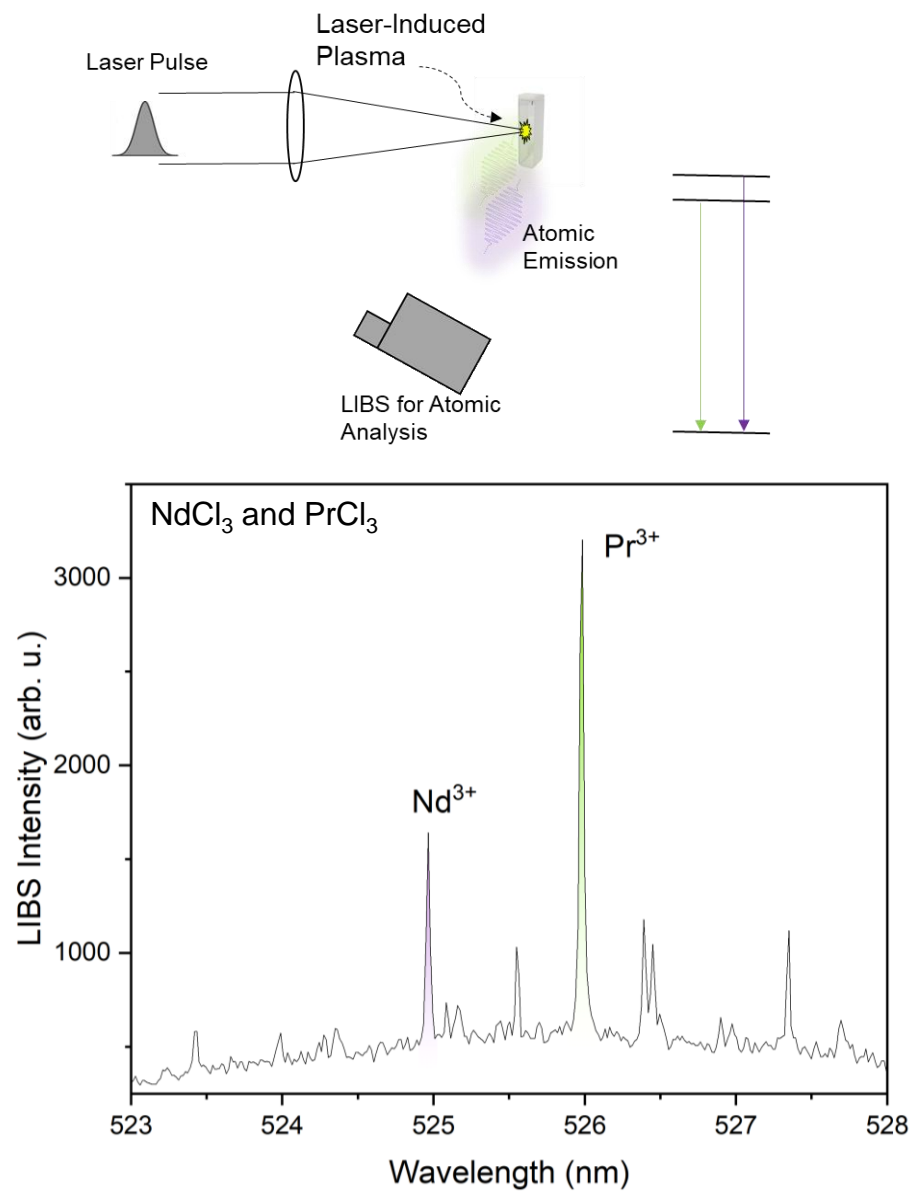 Laser-Induced
Plasma
Laser Pulse
Atomic
Emission
LIBS for Atomic
Analysis
NdCl₃ and PrCl₃
Pr³⁺
Nd³⁺
3000
2000
1000
LIBS Intensity (arb. u.)
523 524 525 526 527 528
Wavelength (nm)